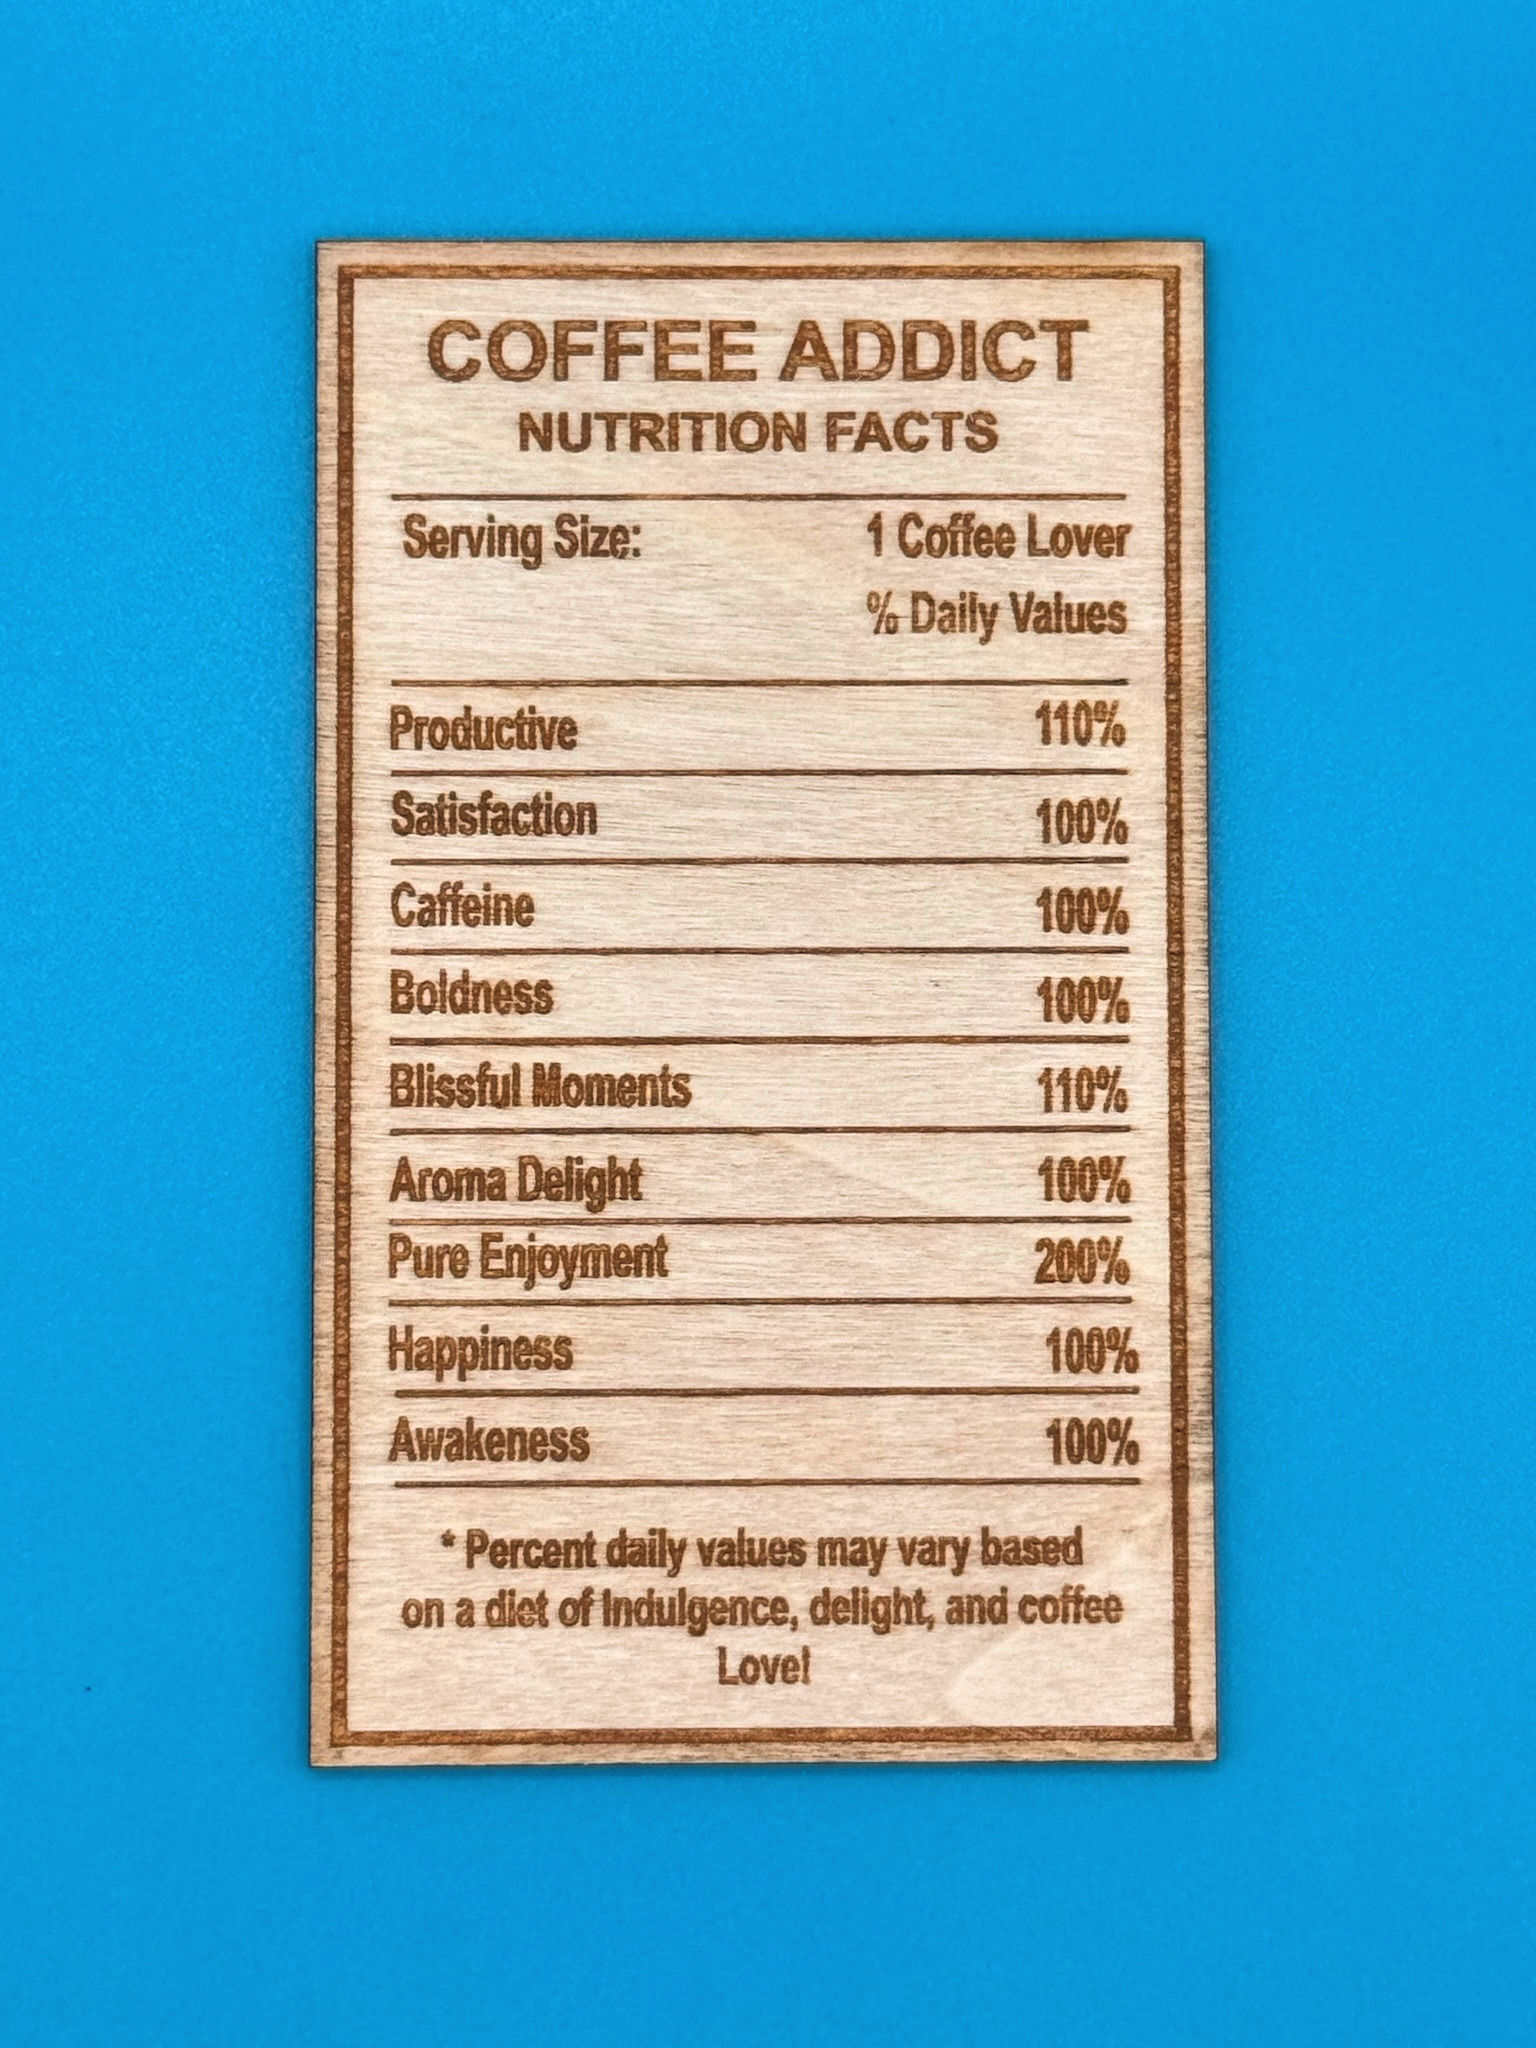 COFFEE ADDICT
NUTRITION FACTS
Serving Size: 1 Coffee Lover
% Daily Values
Productive 110%
Satisfaction 100%
Caffeine 100%
Boldness 100%
Blissful Moments 110%
Aroma Delight 100%
Pure Enjoyment 200%
Happiness 100%
Awakeness 100%
* Percent daily values may vary based
on a diet of Indulgence, delight, and coffee
Love!